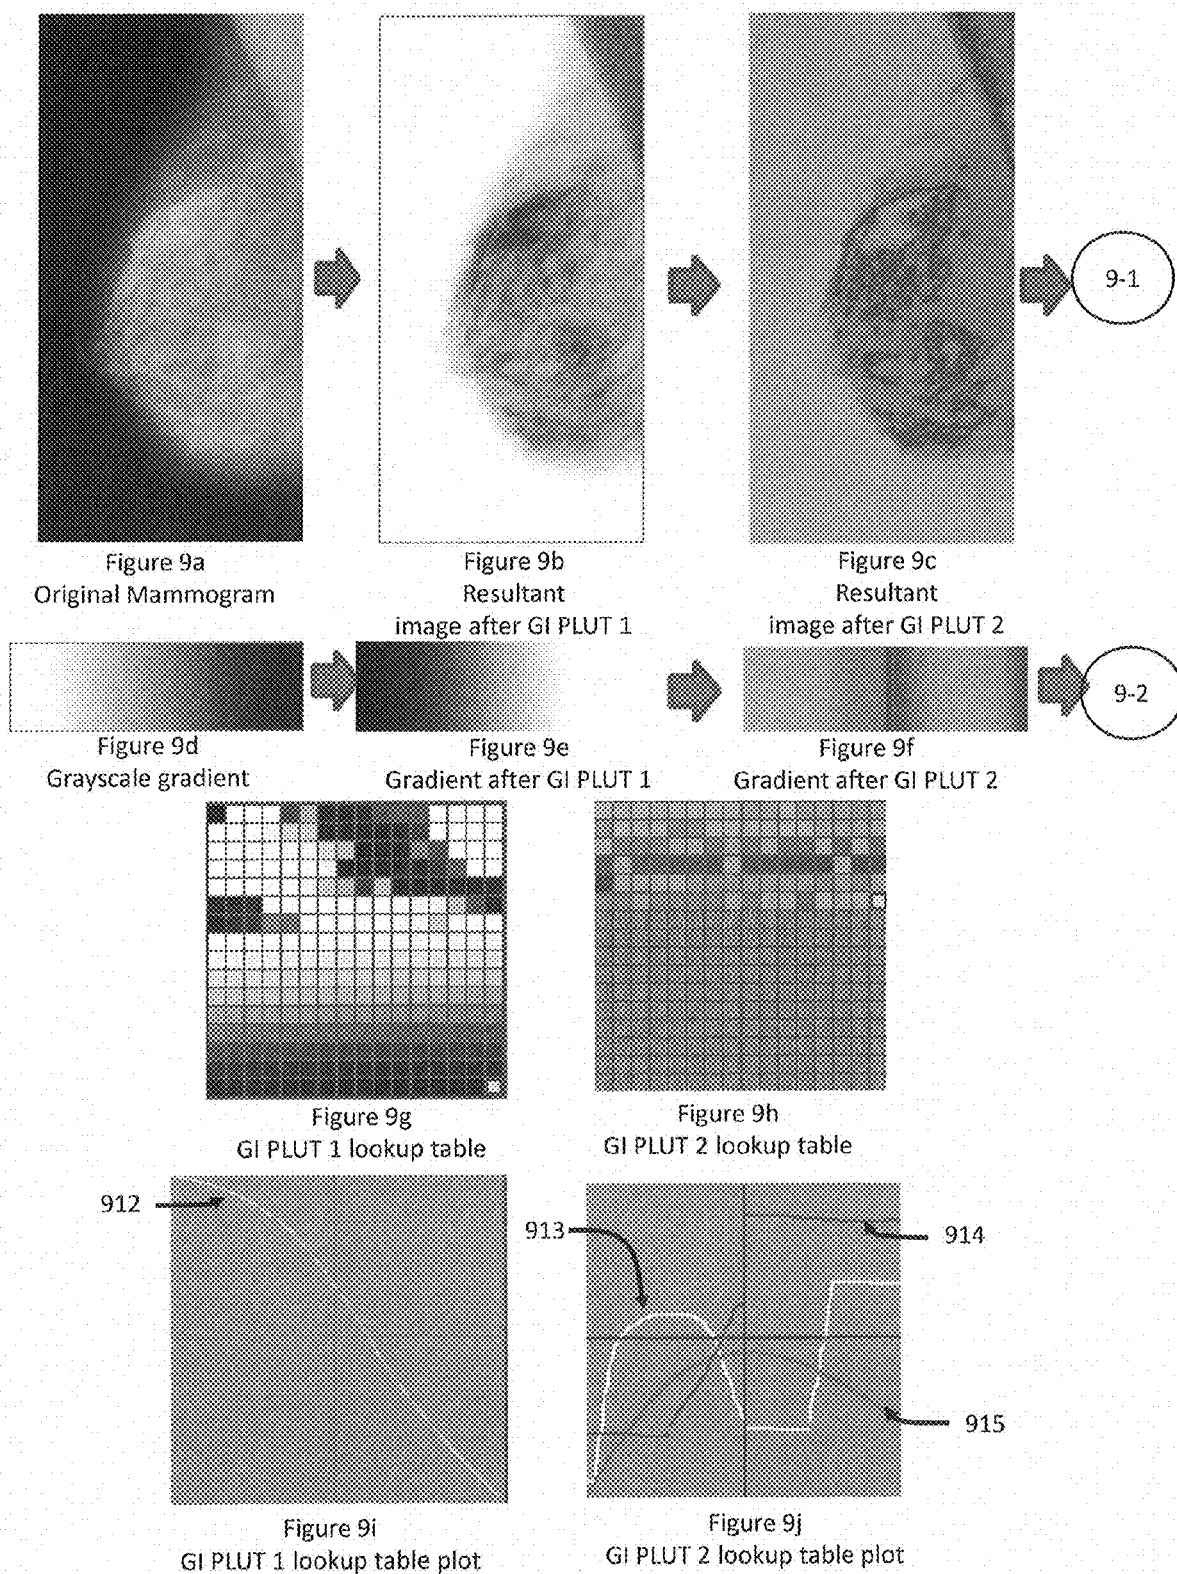 9-1
Figure 9a
Original Mammogram
Figure 9b
Resultant
image after GI PLUT 1
Figure 9c
Resultant
image after GI PLUT 2
9-2
Figure 9d
Grayscale gradient
Figure 9e
Gradient after GI PLUT 1
Figure 9f
Gradient after GI PLUT 2
Figure 9g
GI PLUT 1 lookup table
Figure 9h
GI PLUT 2 lookup table
912
913
914
915
Figure 9i
GI PLUT 1 lookup table plot
Figure 9j
GI PLUT 2 lookup table plot